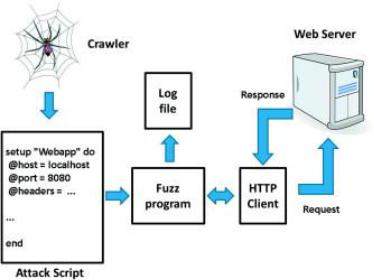 Crawler
Web Server
Log
file
Response
setup "Webapp" do
@host = localhost
@port = 8080
@headers = ...
...
end
Fuzz
program
HTTP
Client
Request
Attack Script